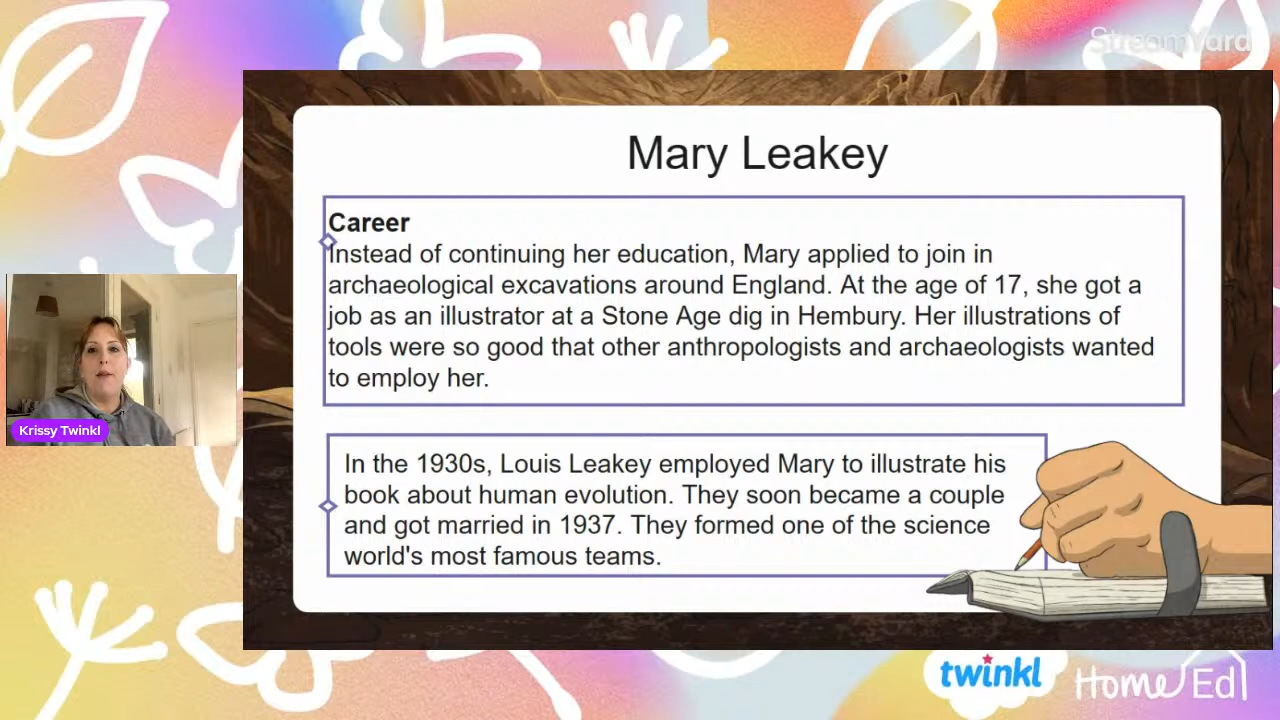 StreamYard
Mary Leakey
Career
Instead of continuing her education, Mary applied to join in
archaeological excavations around England. At the age of 17, she got a
job as an illustrator at a Stone Age dig in Hembury. Her illustrations of
tools were so good that other anthropologists and archaeologists wanted
to employ her.
In the 1930s, Louis Leakey employed Mary to illustrate his
book about human evolution. They soon became a couple
and got married in 1937. They formed one of the science
world's most famous teams.
Krissy Twinkl
twinkl HomeEd